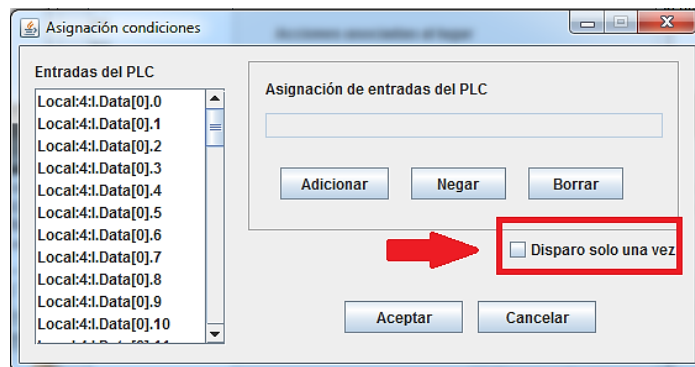 Asignación condiciones
Entradas del PLC
Local:4:I.Data[0].0
Local:4:I.Data[0].1
Local:4:I.Data[0].2
Local:4:I.Data[0].3
Local:4:I.Data[0].4
Local:4:I.Data[0].5
Local:4:I.Data[0].6
Local:4:I.Data[0].7
Local:4:I.Data[0].8
Local:4:I.Data[0].9
Local:4:I.Data[0].10
Asignación de entradas del PLC
Adicionar Negar Borrar
Disparo solo una vez
Aceptar Cancelar